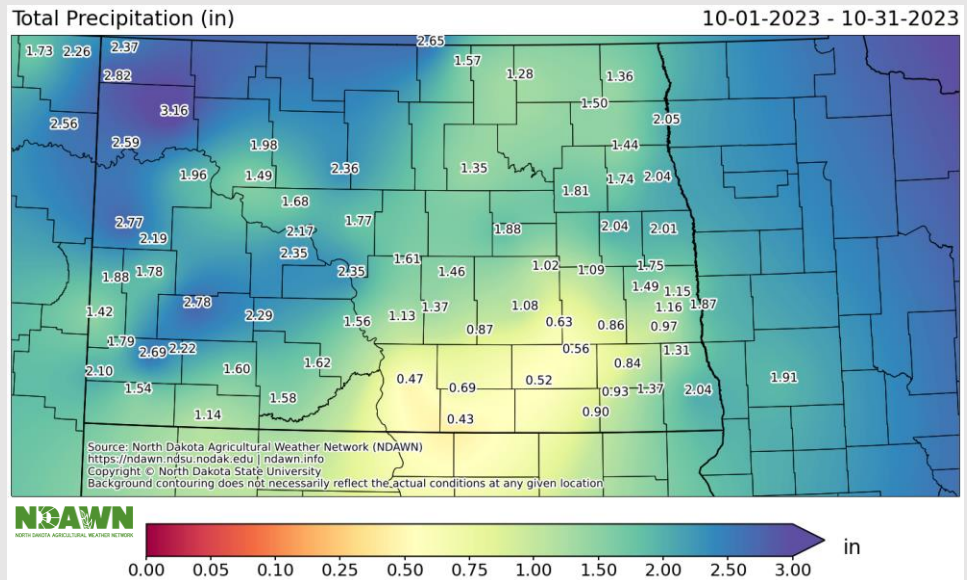 Total Precipitation (in) 10-01-2023 - 10-31-2023
2.65
1.73 2.26 2.37
1.57
2.82 1.28 1.36
3.16 1.50
2.56 2.05
2.59 1.98 1.44
1.96 1.49 2.36 1.35 1.74 2.04
1.81
1.68
2.77 2.17 1.77 1.88 2.04 2.01
2.19
2.35 1.61
1.88 1.78 2.35 1.46 1.02 1.09 1.75
1.49 1.15
2.78 1.37 1.08 1.16 1.87
1.42 2.29 1.56 1.13 0.87 0.63 0.86 0.97
1.79 2.69 2.22 0.56 1.31
2.10 1.60 1.62 0.84
1.54 0.47 0.69 0.52 0.93 1.37 2.04 1.91
1.58
1.14 0.43 0.90
Source: North Dakota Agricultural Weather Network (NDAWN)
https://ndawn.ndsu.nodak.edu | ndawn.info
Copyright © North Dakota State University
Background contouring does not necessarily reflect the actual conditions at any given location
NDAWN
NORTH DAKOTA AGRICULTURAL WEATHER NETWORK
in
0.00 0.05 0.10 0.25 0.50 0.75 1.00 1.50 2.00 2.50 3.00